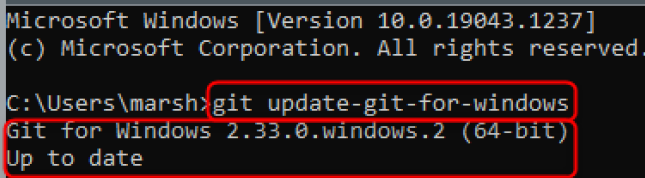 Microsoft Windows [Version 10.0.19043.1237]
(c) Microsoft Corporation. All rights reserved.
C:\Users\marsh>git update-git-for-windows
Git for Windows 2.33.0.windows.2 (64-bit)
Up to date